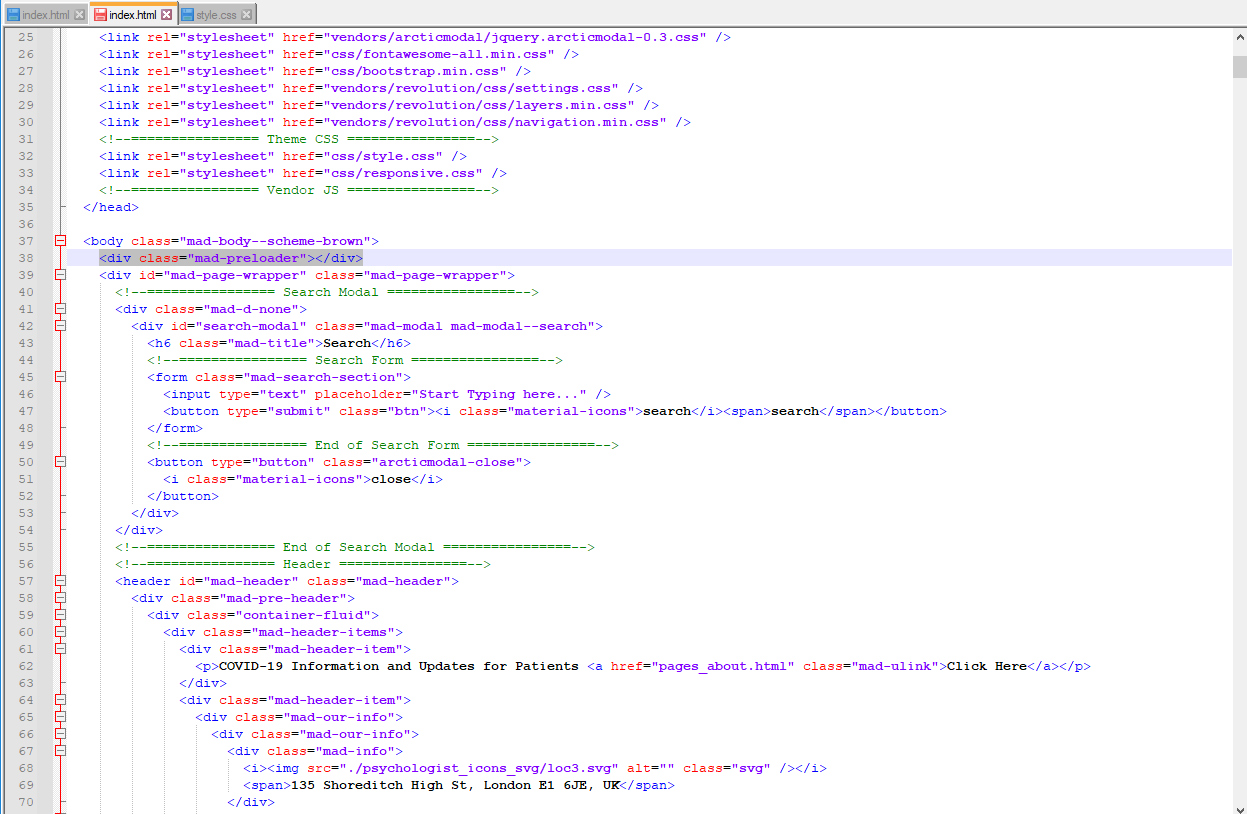 index.html index.html style.css
25 <link rel="stylesheet" href="vendors/arcticmodal/jquery.arcticmodal-0.3.css" />
26 <link rel="stylesheet" href="css/fontawesome-all.min.css" />
27 <link rel="stylesheet" href="css/bootstrap.min.css" />
28 <link rel="stylesheet" href="vendors/revolution/css/settings.css" />
29 <link rel="stylesheet" href="vendors/revolution/css/layers.min.css" />
30 <link rel="stylesheet" href="vendors/revolution/css/navigation.min.css" />
31 <!--================ Theme CSS ================-->
32 <link rel="stylesheet" href="css/style.css" />
33 <link rel="stylesheet" href="css/responsive.css" />
34 <!--================ Vendor JS ================-->
35 </head>
36
37 <body class="mad-body--scheme-brown">
38 <div class="mad-preloader"></div>
39 <div id="mad-page-wrapper" class="mad-page-wrapper">
40 <!--================ Search Modal ================-->
41 <div class="mad-d-none">
42 <div id="search-modal" class="mad-modal mad-modal--search">
43 <h6 class="mad-title">Search</h6>
44 <!--================ Search Form ================-->
45 <form class="mad-search-section">
46 <input type="text" placeholder="Start Typing here..." />
47 <button type="submit" class="btn"><i class="material-icons">search</i><span>search</span></button>
48 </form>
49 <!--================ End of Search Form ================-->
50 <button type="button" class="arcticmodal-close">
51 <i class="material-icons">close</i>
52 </button>
53 </div>
54 </div>
55 <!--================ End of Search Modal ================-->
56 <!--================ Header ================-->
57 <header id="mad-header" class="mad-header">
58 <div class="mad-pre-header">
59 <div class="container-fluid">
60 <div class="mad-header-items">
61 <div class="mad-header-item">
62 <p>COVID-19 Information and Updates for Patients <a href="pages_about.html" class="mad-ulink">Click Here</a></p>
63 </div>
64 <div class="mad-header-item">
65 <div class="mad-our-info">
66 <div class="mad-our-info">
67 <div class="mad-info">
68 <i><img src="./psychologist_icons_svg/loc3.svg" alt="" class="svg" /></i>
69 <span>135 Shoreditch High St, London E1 6JE, UK</span>
70 </div>